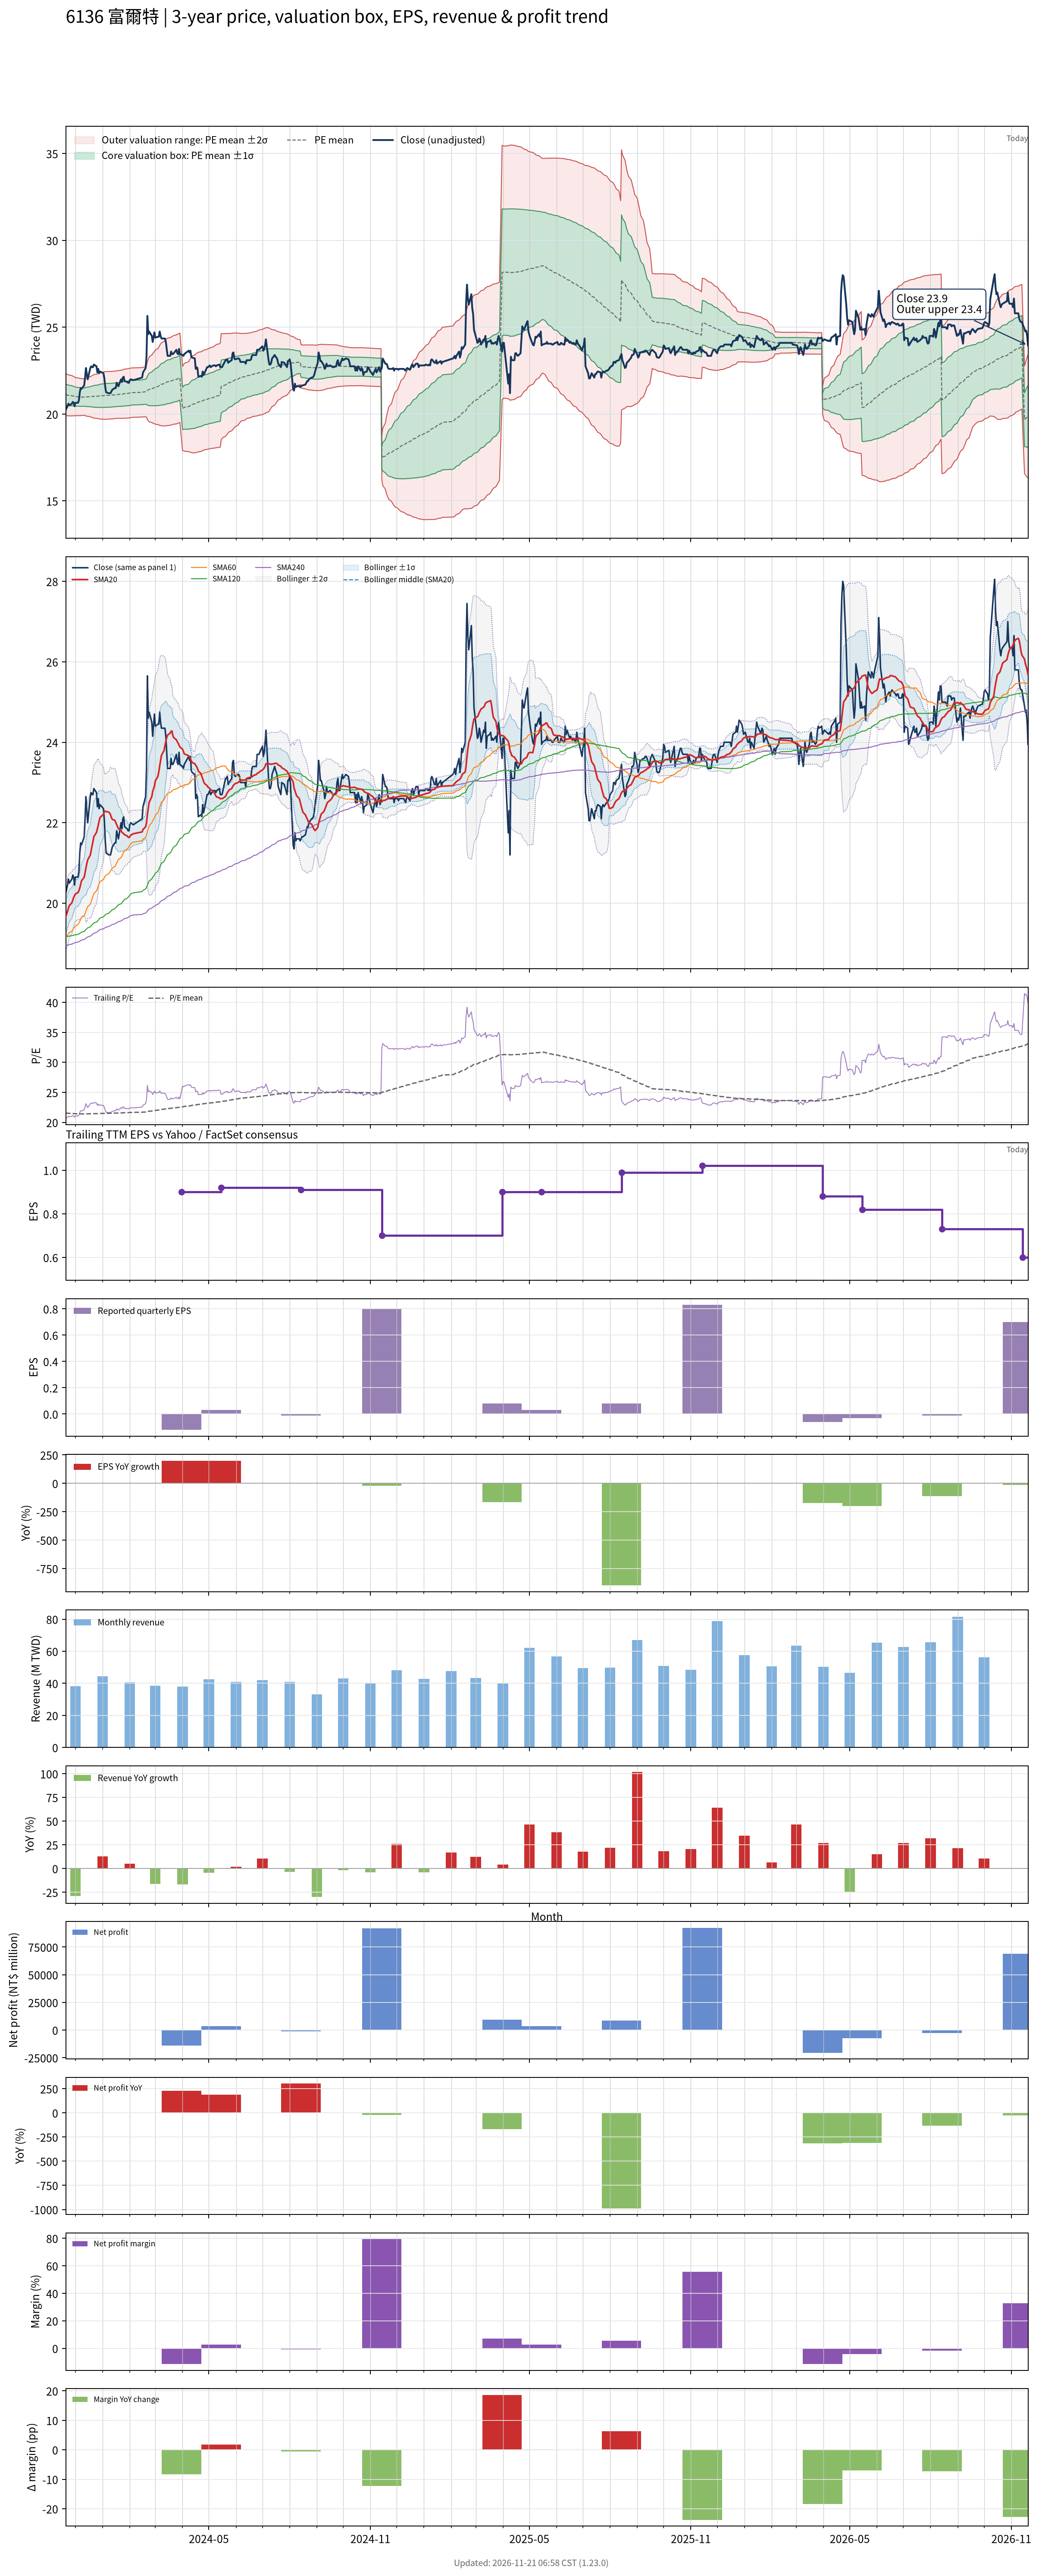 6136 富爾特 | 3-year price, valuation box, EPS, revenue & profit trend
Outer valuation range: PE mean ±2σ
PE mean
Close (unadjusted)
Core valuation box: PE mean ±1σ
Today
35
30
25
20
15
Price (TWD)
Close 23.9
Outer upper 23.4
Close (same as panel 1)
SMA20
SMA60
SMA120
SMA240
Bollinger ±2σ
Bollinger ±1σ
Bollinger middle (SMA20)
28
26
24
22
20
Price
Trailing P/E
P/E mean
40
35
30
25
20
P/E
Trailing TTM EPS vs Yahoo / FactSet consensus
Today
1.0
0.8
0.6
EPS
Reported quarterly EPS
0.8
0.6
0.4
0.2
0.0
EPS
EPS YoY growth
250
0
-250
-500
-750
YoY (%)
Monthly revenue
80
60
40
20
0
Revenue (M TWD)
Revenue YoY growth
100
75
50
25
0
-25
YoY (%)
Month
Net profit
75000
50000
25000
0
-25000
Net profit (NT$ million)
Net profit YoY
250
0
-250
-500
-750
-1000
YoY (%)
Net profit margin
80
60
40
20
0
Margin (%)
Margin YoY change
20
10
0
-10
-20
Δ margin (pp)
2024-05
2024-11
2025-05
2025-11
2026-05
2026-11
Updated: 2026-11-21 06:58 CST (1.23.0)